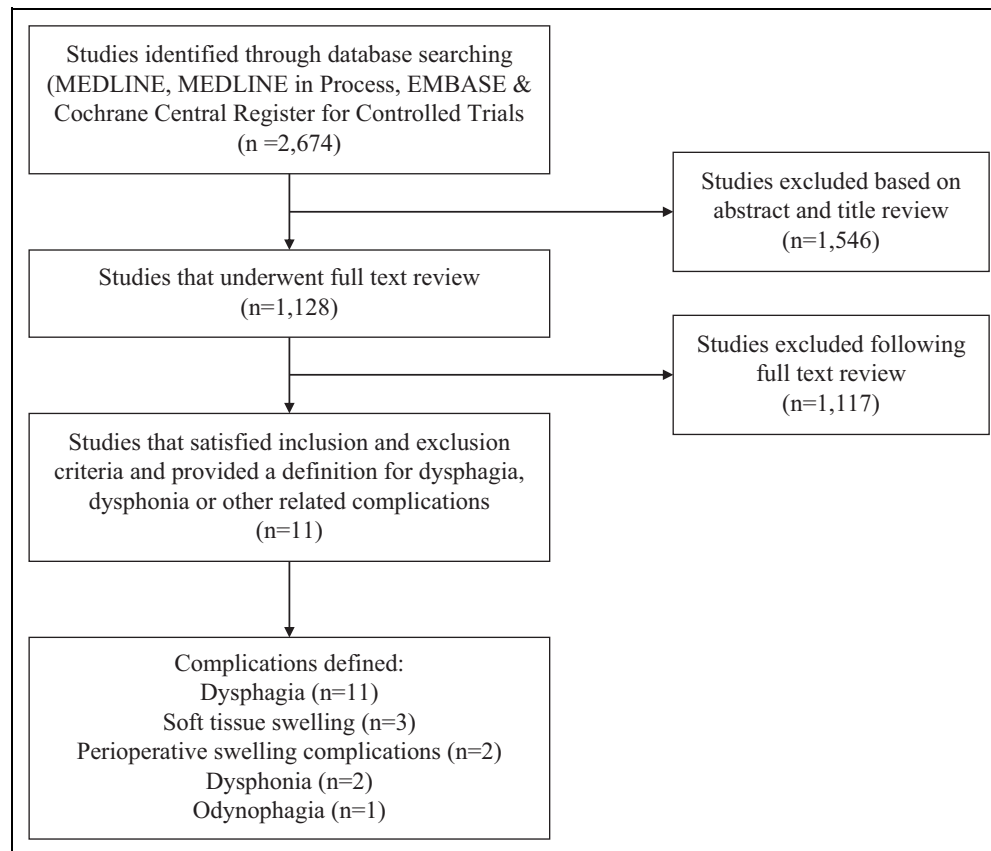 Studies identified through database searching
(MEDLINE, MEDLINE in Process, EMBASE &
Cochrane Central Register for Controlled Trials
(n =2,674)
Studies excluded based on
abstract and title review
(n=1,546)
Studies that underwent full text review
(n=1,128)
Studies excluded following
full text review
(n=1,117)
Studies that satisfied inclusion and exclusion
criteria and provided a definition for dysphagia,
dysphonia or other related complications
(n=11)
Complications defined:
Dysphagia (n=11)
Soft tissue swelling (n=3)
Perioperative swelling complications (n=2)
Dysphonia (n=2)
Odynophagia (n=1)